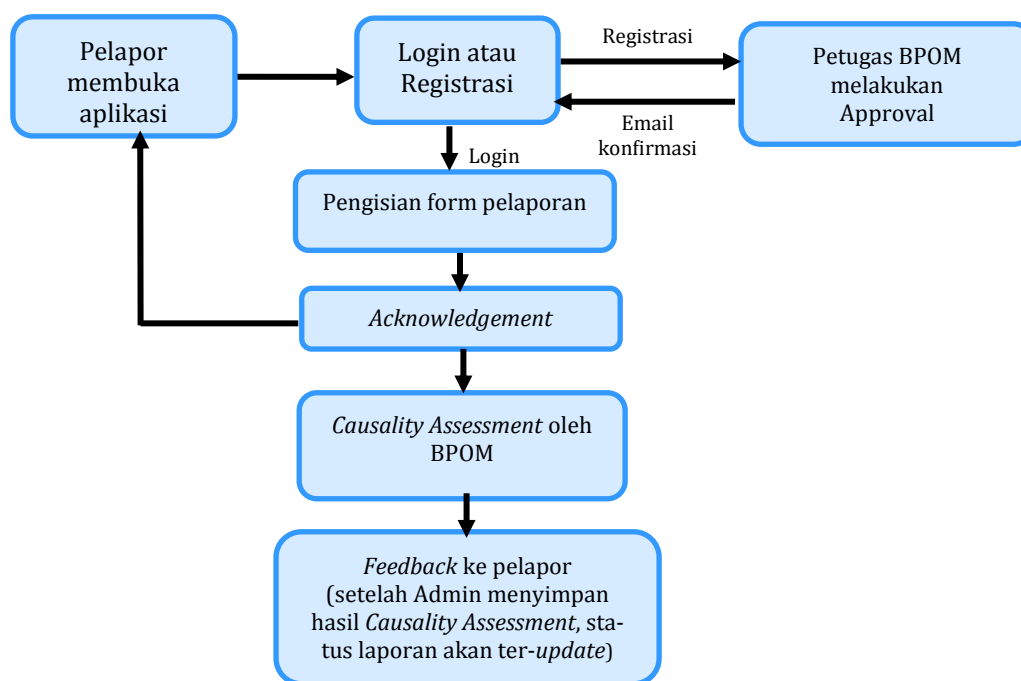 Pelapor
membuka
aplikasi
Login atau
Registrasi
Registrasi
Email
konfirmasi
Petugas BPOM
melakukan
Approval
Login
Pengisian form pelaporan
Acknowledgement
Causality Assessment oleh
BPOM
Feedback ke pelapor
(setelah Admin menyimpan
hasil Causality Assessment, sta-
tus laporan akan ter-update)